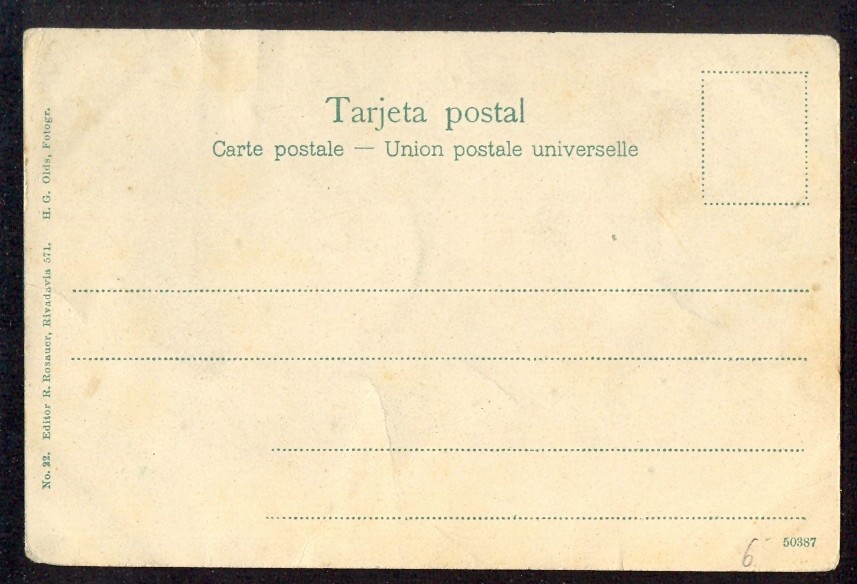 Tarjeta postal
Carte postale — Union postale universelle
No. 22. Editor R. Rosauer, Rivadavia 571. H. G. Olds, Fotogr.
6
50387